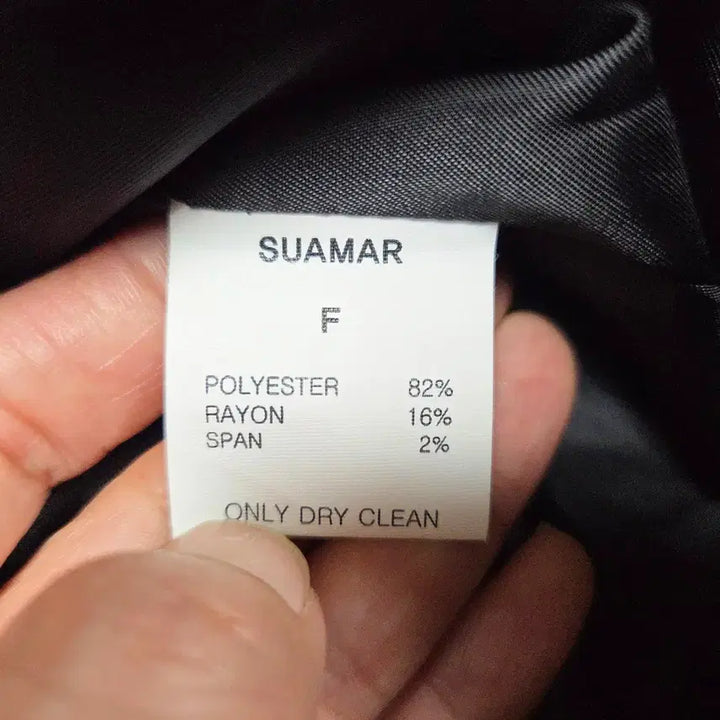 SUAMAR
F
POLYESTER 82%
RAYON 16%
SPAN 2%
ONLY DRY CLEAN